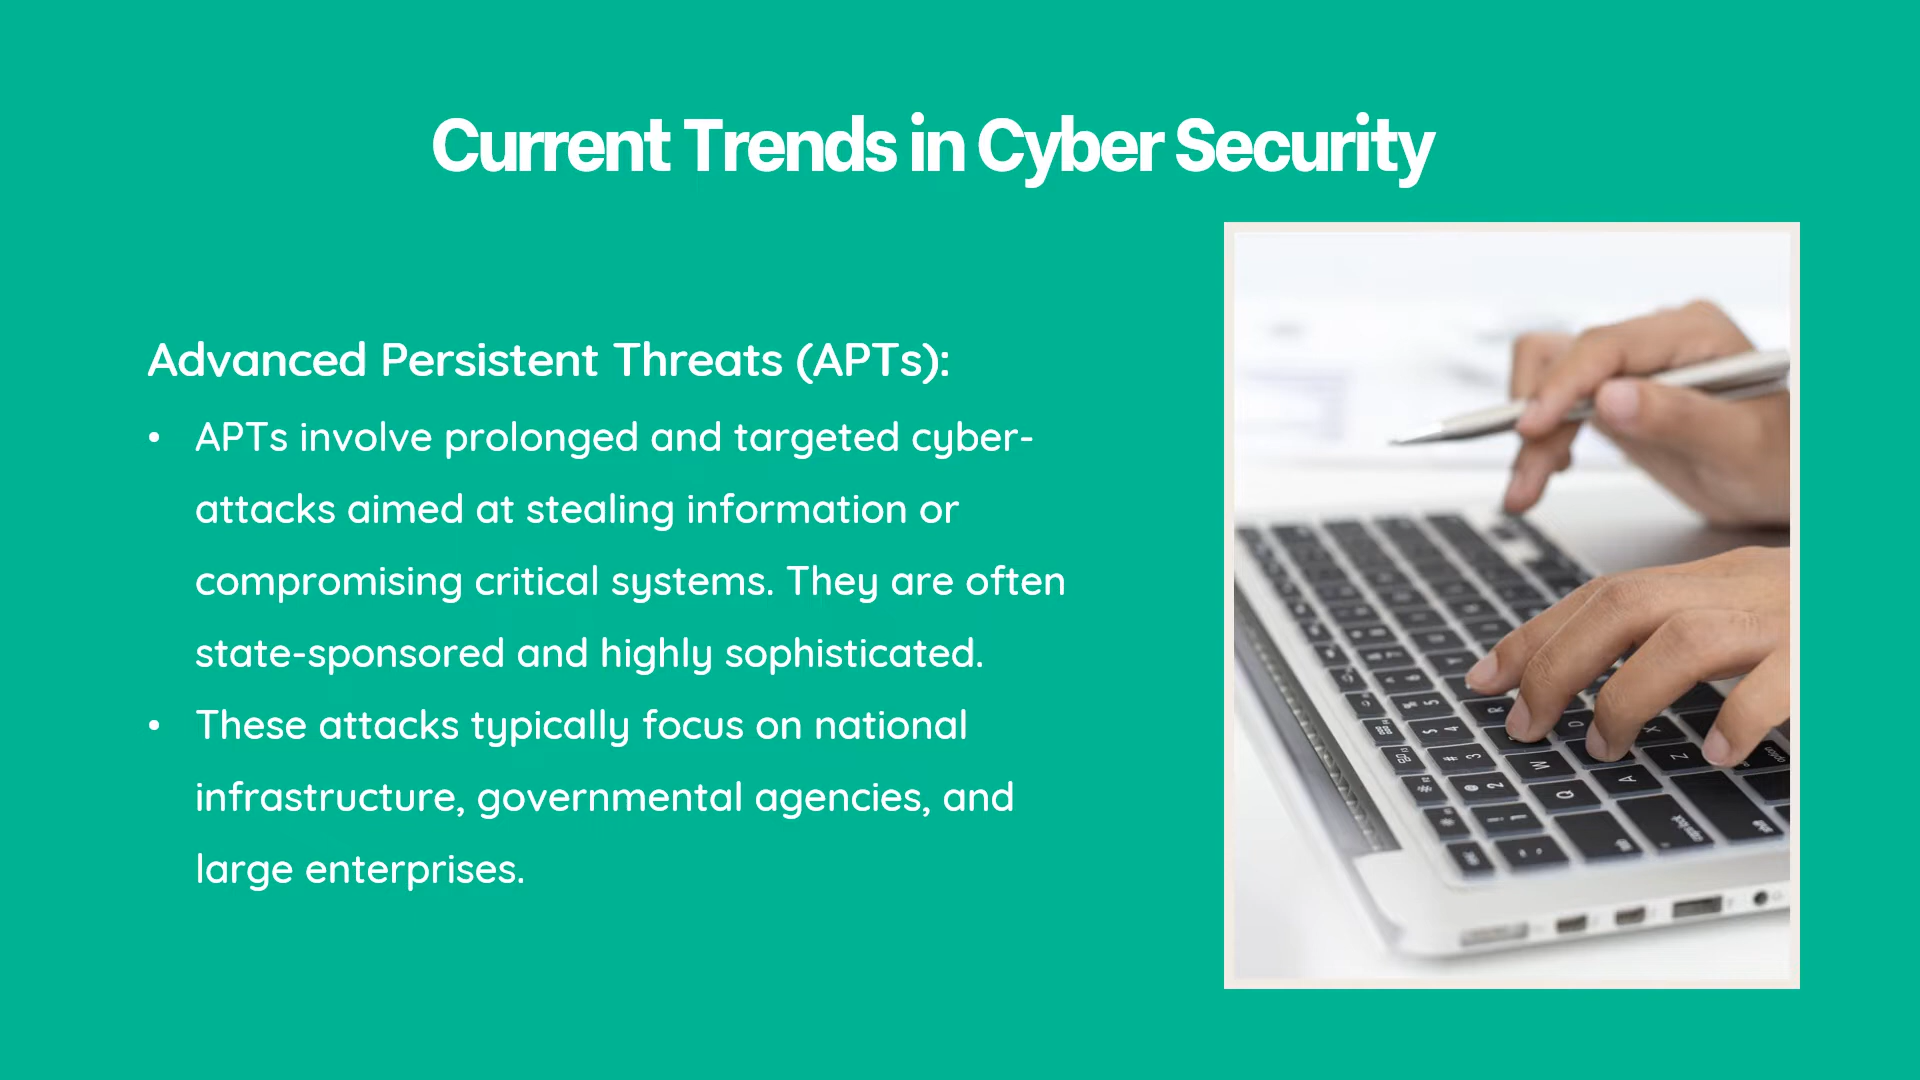 Current Trends in Cyber Security
Advanced Persistent Threats (APTs):
• APTs involve prolonged and targeted cyber-
attacks aimed at stealing information or
compromising critical systems. They are often
state-sponsored and highly sophisticated.
• These attacks typically focus on national
infrastructure, governmental agencies, and
large enterprises.